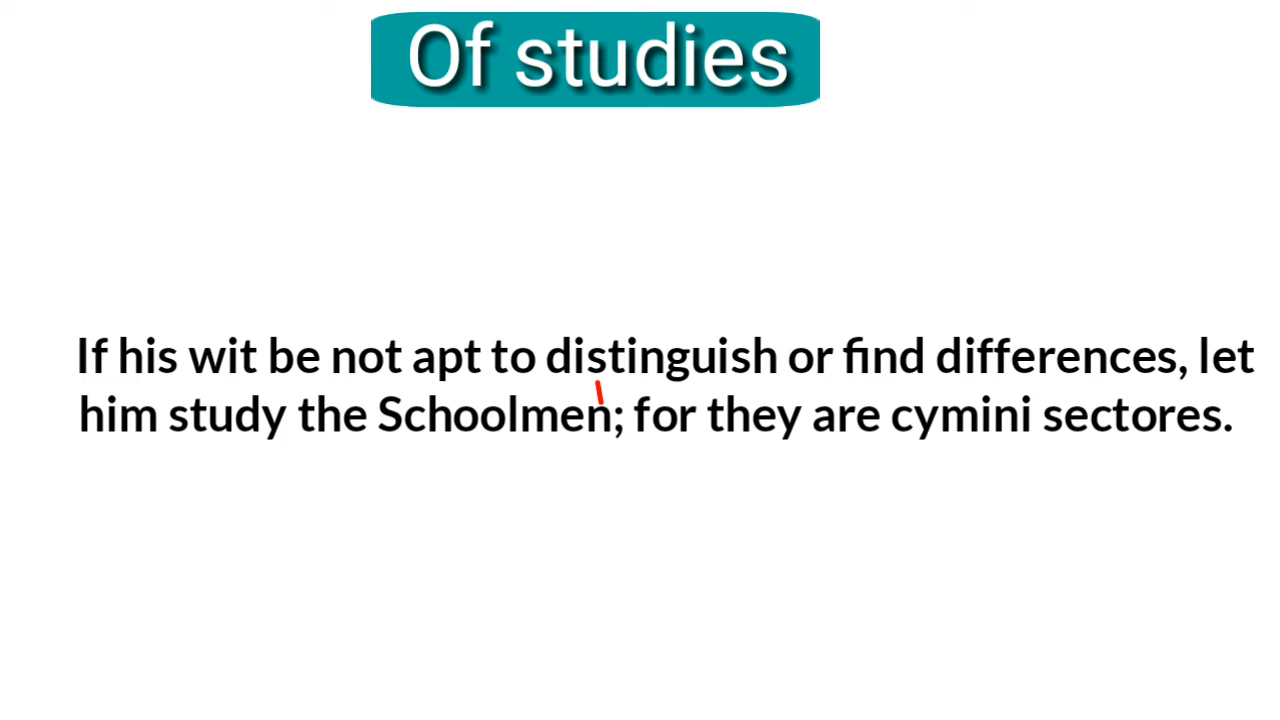 Of studies
If his wit be not apt to distinguish or find differences, let
him study the Schoolmen; for they are cymini sectores.